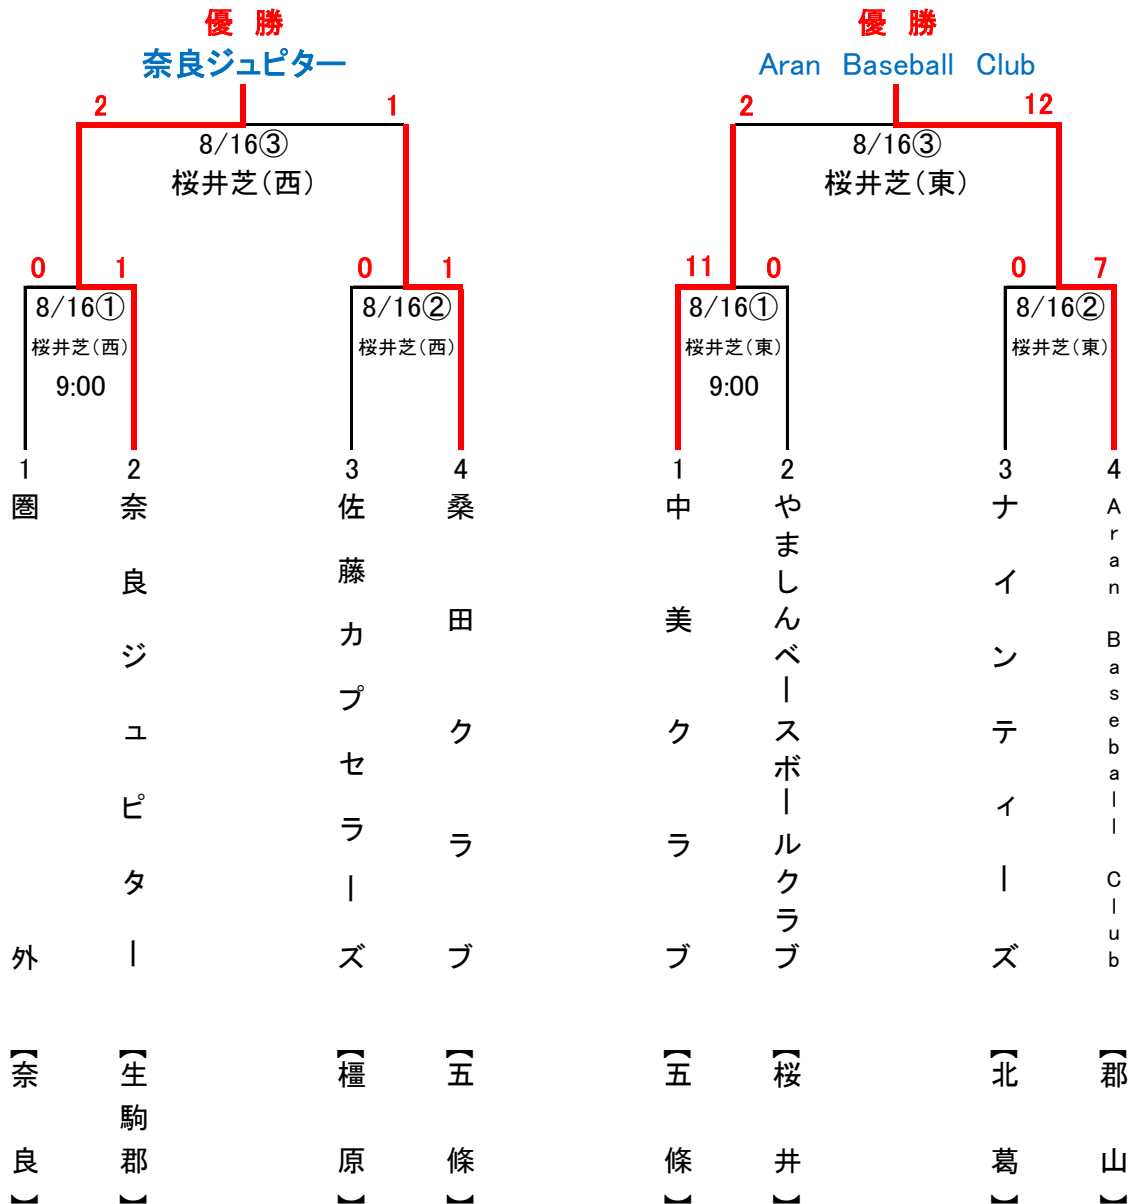 優 勝
奈良ジュピター
2 1
8/16③
桜井芝(西)
0 1
8/16①
桜井芝(西)
9:00
0 1
8/16②
桜井芝(西)
1
圏外
【奈良】
2
奈良ジュピター
【生駒郡】
3
佐藤カプセラーズ
【橿原】
4
桑田クラブ
【五條】
優 勝
Aran Baseball Club
2 12
8/16③
桜井芝(東)
11 0
8/16①
桜井芝(東)
9:00
0 7
8/16②
桜井芝(東)
1
中美クラブ
【五條】
2
やましんベースボールクラブ
【桜井】
3
ナインティーズ
【北葛】
4
Aran Baseball Club
【郡山】